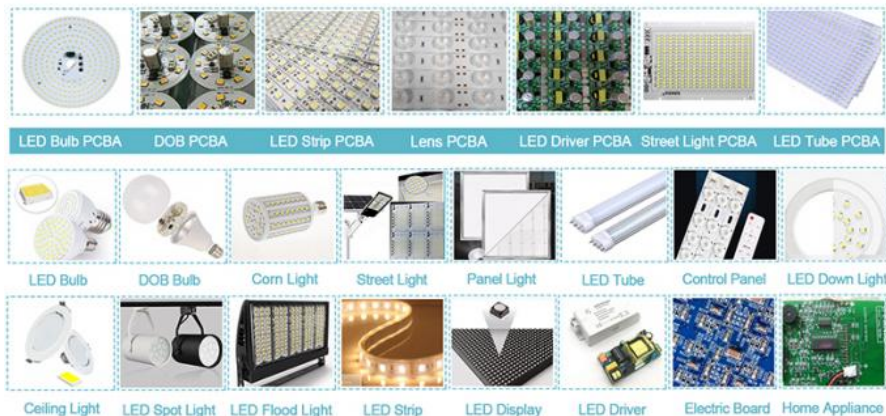 LED Bulb PCBA DOB PCBA LED Strip PCBA Lens PCBA LED Driver PCBA Street Light PCBA LED Tube PCBA
LED Bulb DOB Bulb Corn Light Street Light Panel Light LED Tube Control Panel LED Down Light
Ceiling Light LED Spot Light LED Flood Light LED Strip LED Display LED Driver Electric Board Home Appliance